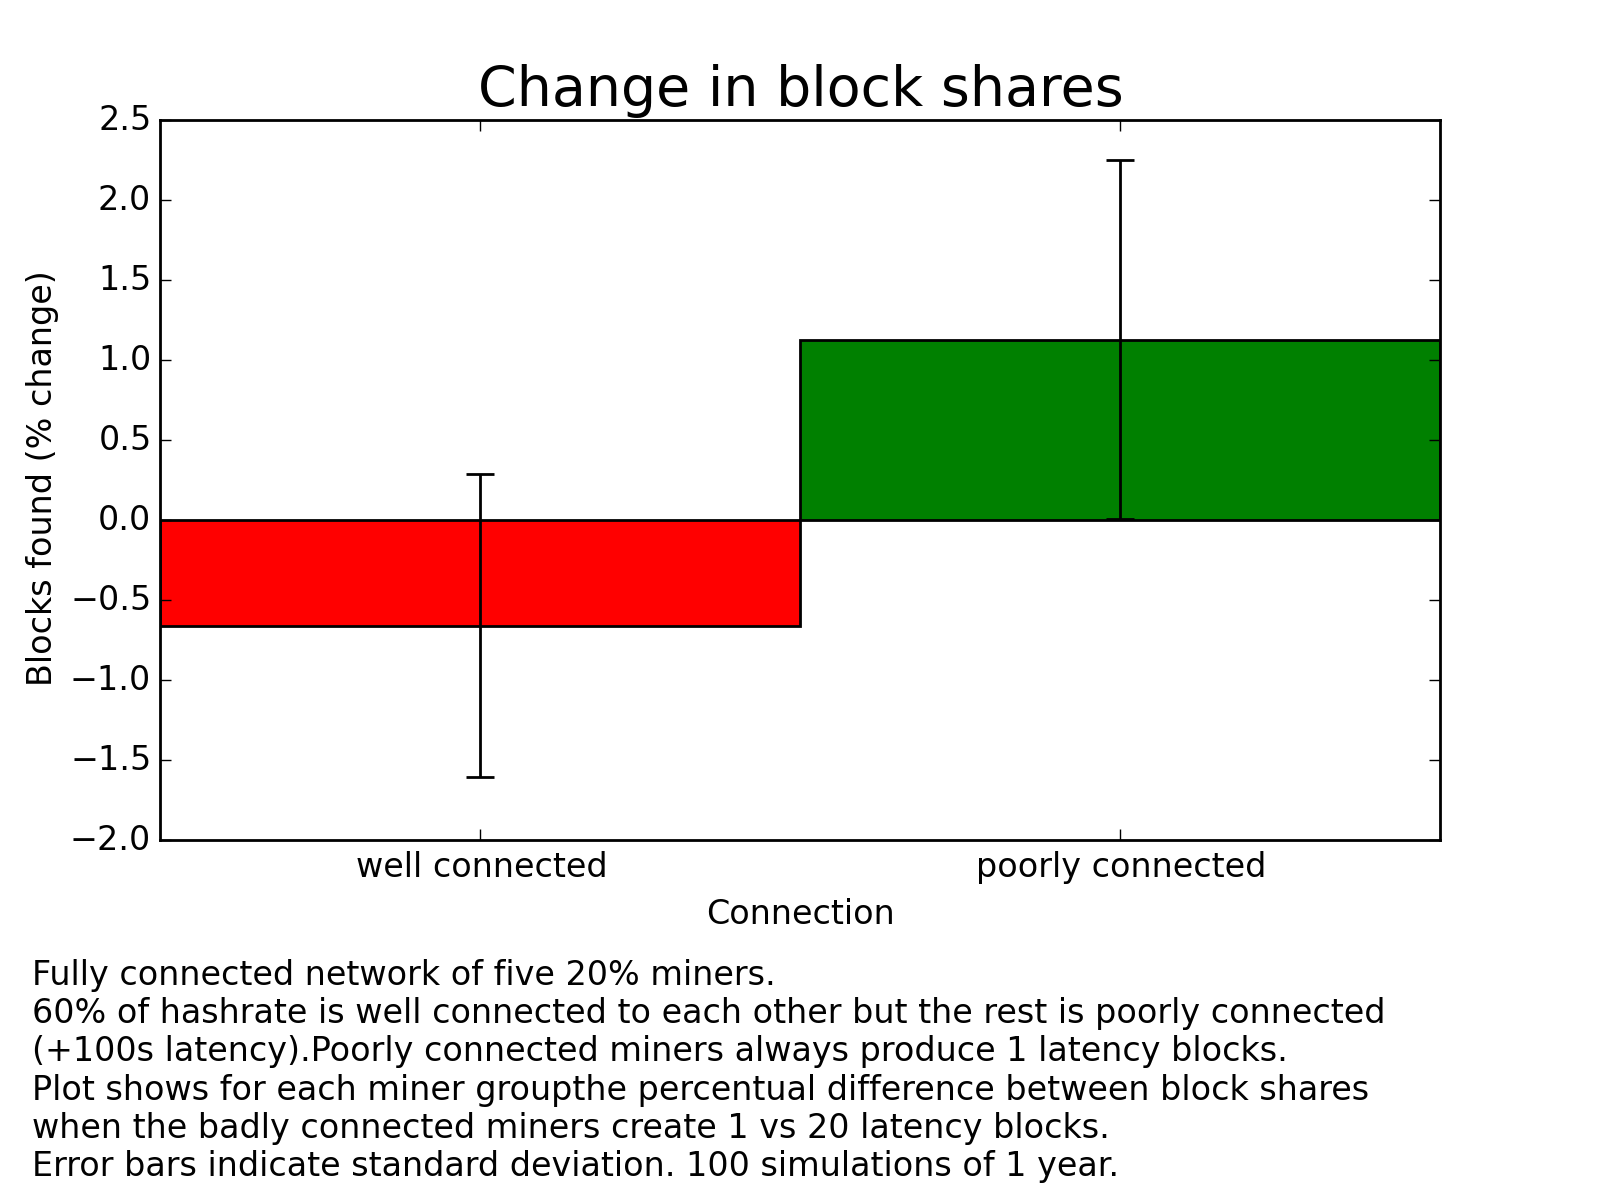 Change in block shares
2.5
2.0
1.5
1.0
0.5
0.0
−0.5
−1.0
−1.5
−2.0
Blocks found (% change)
well connected
poorly connected
Connection
Fully connected network of five 20% miners.
60% of hashrate is well connected to each other but the rest is poorly connected
(+100s latency).Poorly connected miners always produce 1 latency blocks.
Plot shows for each miner groupthe percentual difference between block shares
when the badly connected miners create 1 vs 20 latency blocks.
Error bars indicate standard deviation. 100 simulations of 1 year.